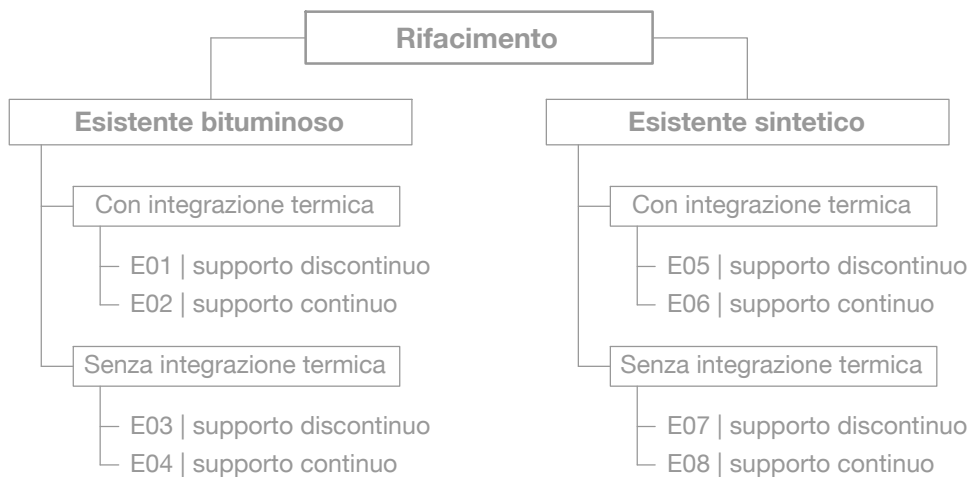 Rifacimento
Esistente bituminoso
Con integrazione termica
E01 | supporto discontinuo
E02 | supporto continuo
Senza integrazione termica
E03 | supporto discontinuo
E04 | supporto continuo
Esistente sintetico
Con integrazione termica
E05 | supporto discontinuo
E06 | supporto continuo
Senza integrazione termica
E07 | supporto discontinuo
E08 | supporto continuo